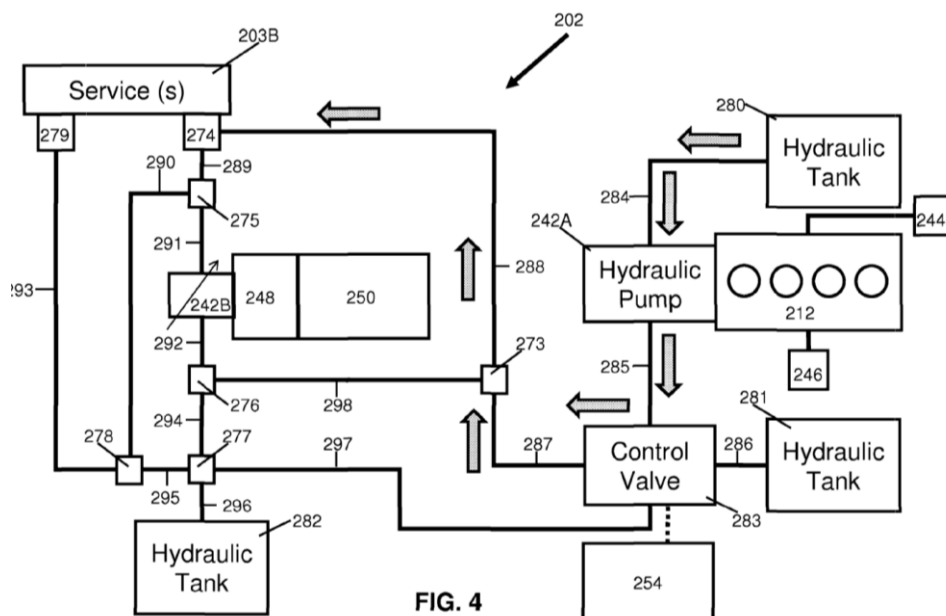 202
203B
Service (s)
279
274
280
Hydraulic
Tank
290
289
275
284
244
242A
291
Hydraulic
Pump
212
293
242B
248
250
288
292
273
285
246
276
298
281
294
278
277
297
287
Control
Valve
286
Hydraulic
Tank
295
296
283
282
Hydraulic
Tank
254
FIG. 4